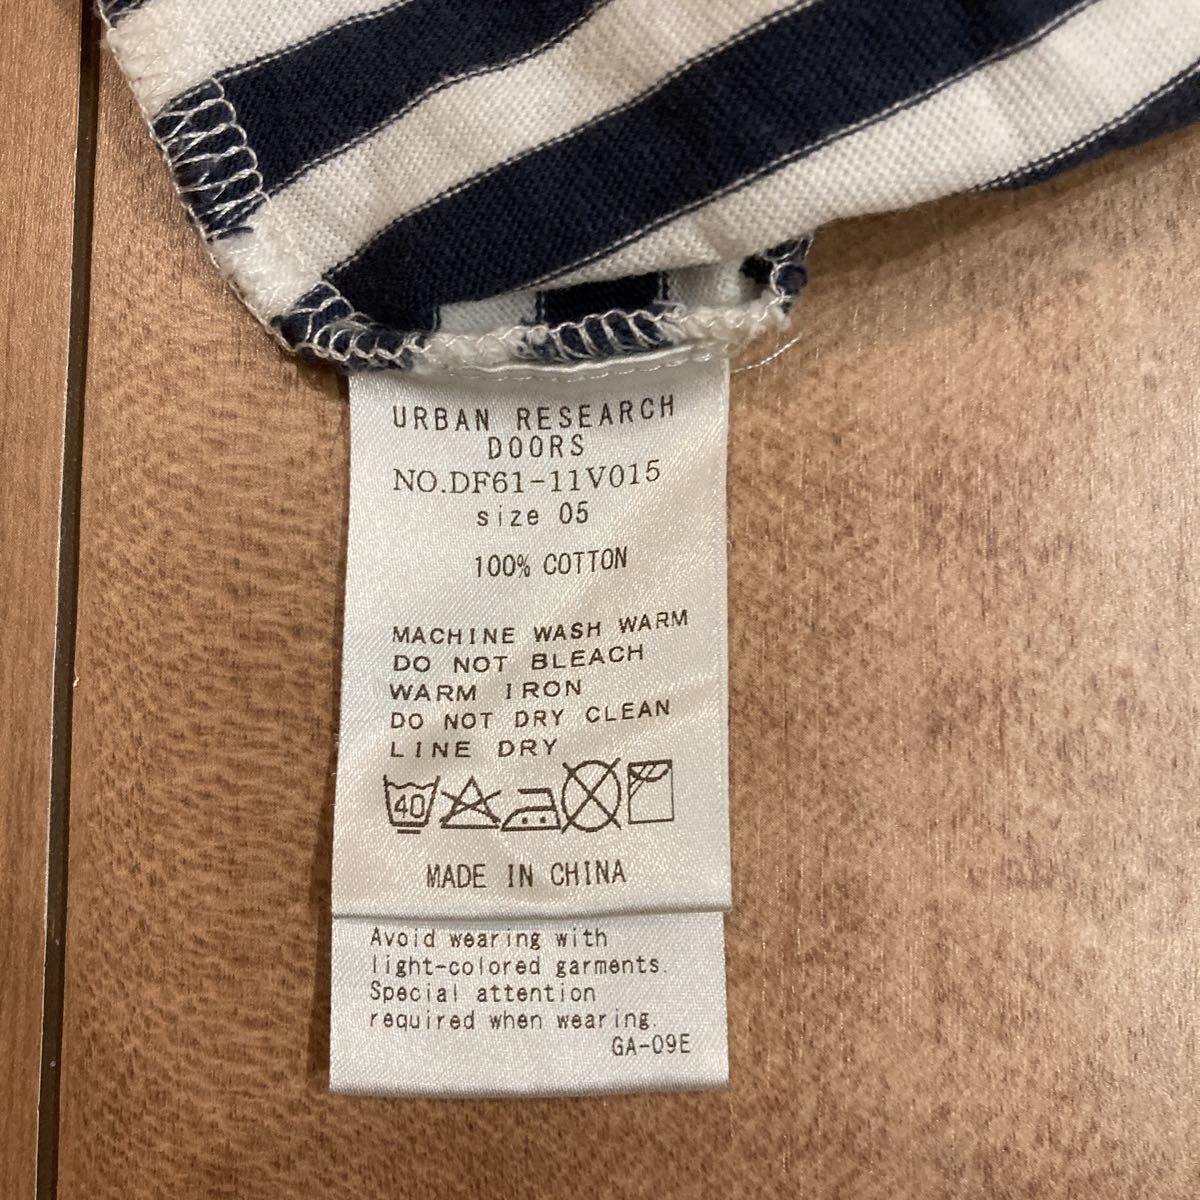 URBAN RESEARCH
DOORS
NO.DF61-11V015
size 05
100% COTTON
MACHINE WASH WARM
DO NOT BLEACH
WARM IRON
DO NOT DRY CLEAN
LINE DRY
40
MADE IN CHINA
Avoid wearing with
light-colored garments.
Special attention
required when wearing.
GA-09E